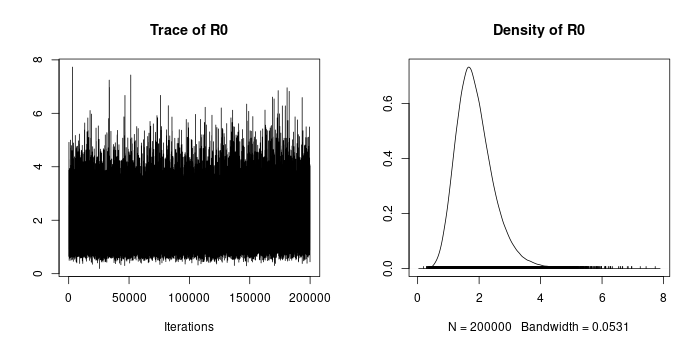 Trace of R0
8
6
4
2
0
0 50000 100000 150000 200000
Iterations
Density of R0
0.6
0.4
0.2
0.0
0 2 4 6 8
N = 200000 Bandwidth = 0.0531